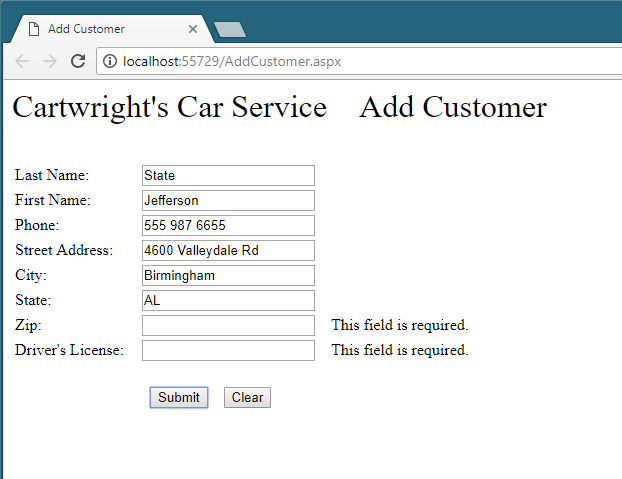 Add Customer
localhost:55729/AddCustomer.aspx
Cartwright's Car Service Add Customer
Last Name: State
First Name: Jefferson
Phone: 555 987 6655
Street Address: 4600 Valleydale Rd
City: Birmingham
State: AL
Zip: This field is required.
Driver's License: This field is required.
Submit Clear